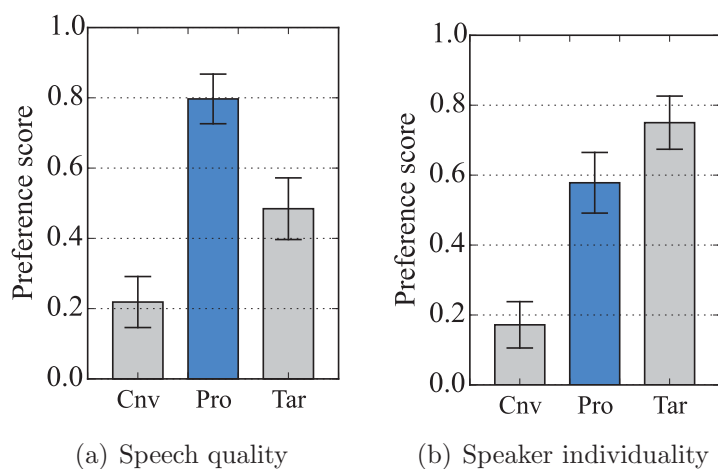 1.0
0.8
0.6
0.4
0.2
0.0
Preference score
Cnv Pro Tar
(a) Speech quality
1.0
0.8
0.6
0.4
0.2
0.0
Preference score
Cnv Pro Tar
(b) Speaker individuality